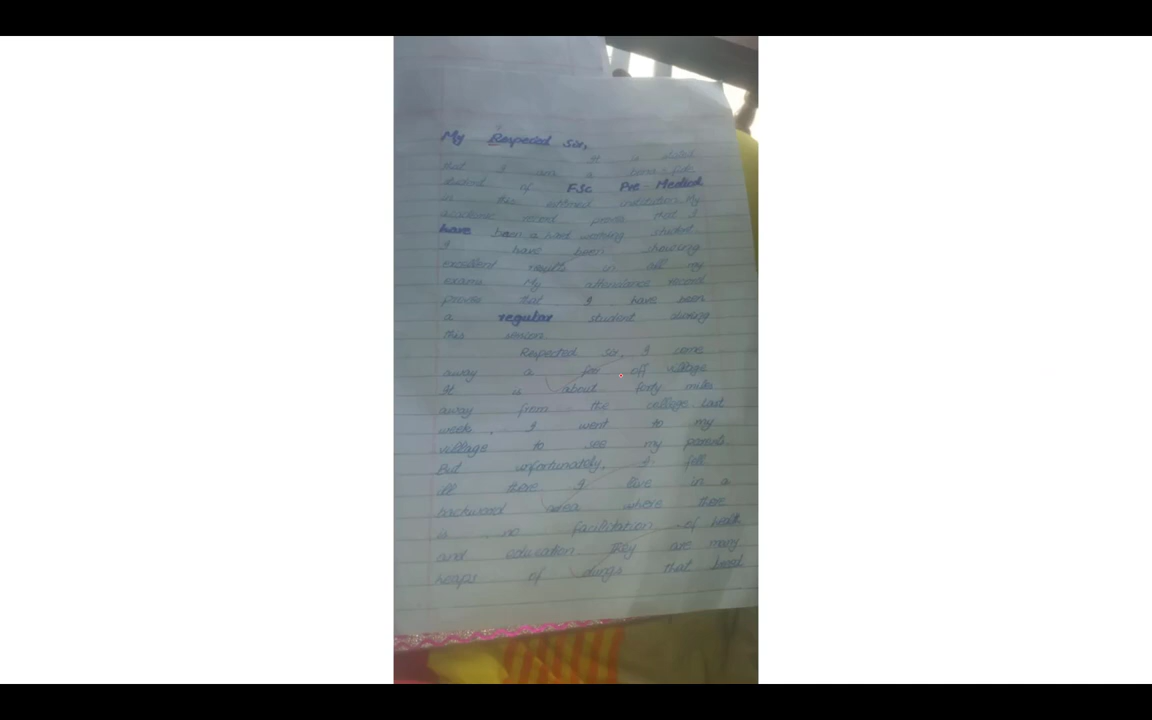 My Respected sir,
It is stated
that I am a bona-fide
student of FSc Pre-Medical
in this institution My
academic record proves that I
have been a hard working student
I have been showing
excellent results in all my
exams My attendance record
proves that I have been
a regular student during
this session
Respected sir, I come
away a far off village
It is about forty miles
away from the college Last
week, I went to my
village to see my parents.
But unfortunately, I fell
ill there I live in a
backward area where there
is no facilitation of health
and education They are many
heaps of dungs that breed